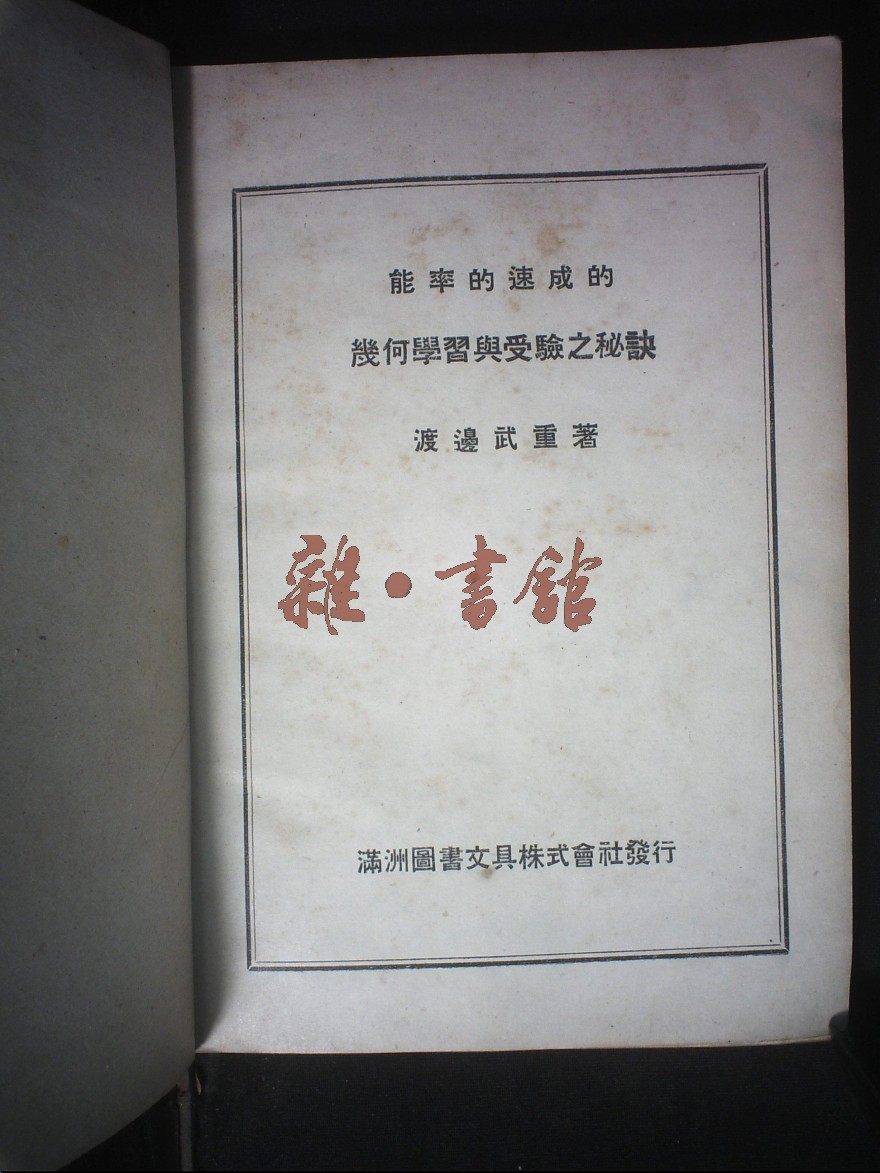 能率的速成的
幾何學習與受驗之秘訣
渡邊武重著
雜·書館
滿洲圖書文具株式會社發行